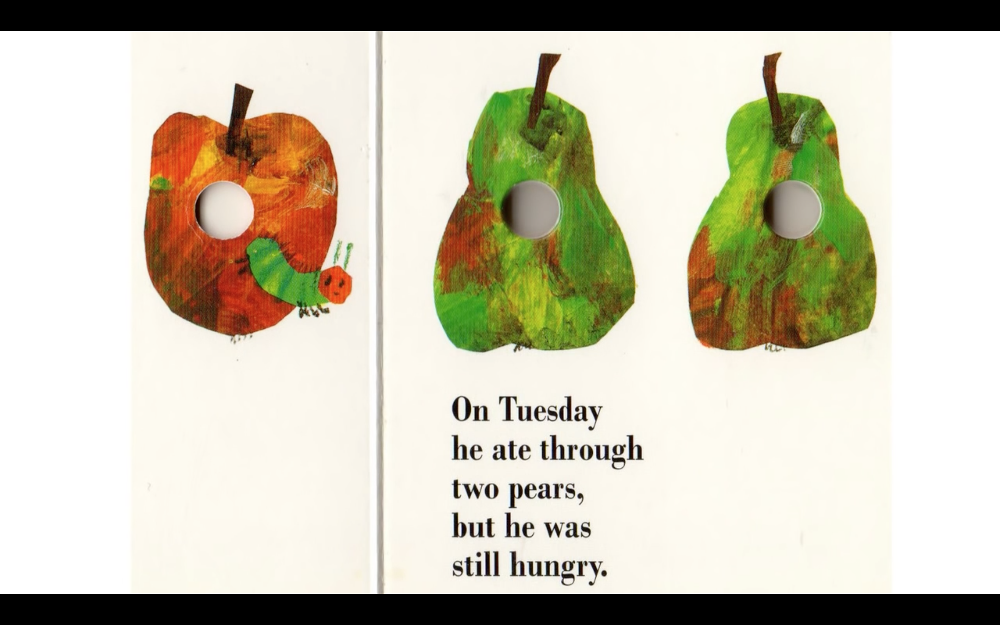 On Tuesday
he ate through
two pears,
but he was
still hungry.